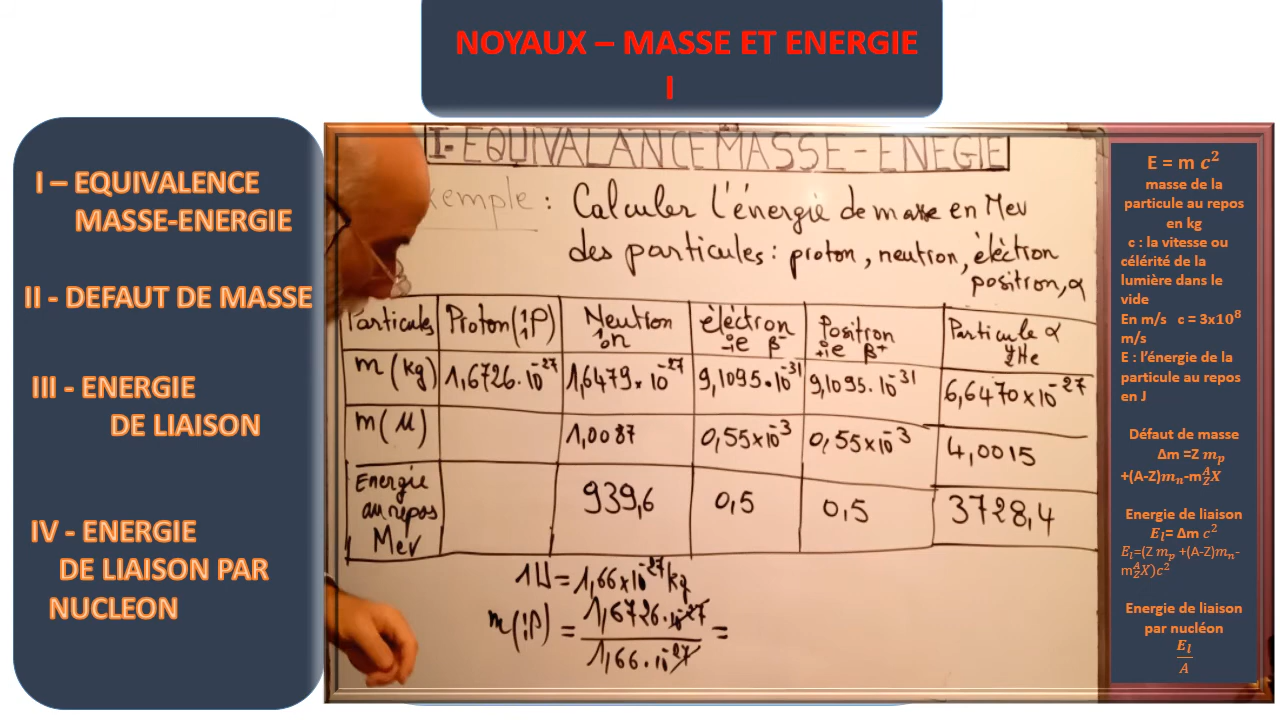 NOYAUX – MASSE ET ENERGIE
I
I – EQUIVALENCE
MASSE-ENERGIE
II - DEFAUT DE MASSE
III - ENERGIE
DE LIAISON
IV - ENERGIE
DE LIAISON PAR
NUCLEON
I-EQUIVALANCE MASSE-ENEGIE
xemple : Calculer l'énergie de masse en Mev
des particules : proton, neutron, éléctron
positron, α
Particules Proton(¹₁P) Neutron ¹₀n éléctron ⁰₋₁e β⁻ Positron ⁰₊₁e β⁺ Particule α ⁴₂He
m (kg) 1,6726.10⁻²⁷ 1,6479×10⁻²⁷ 9,1095.10⁻³¹ 9,1095.10⁻³¹ 6,6470×10⁻²⁷
m(u) 1,0087 0,55×10⁻³ 0,55×10⁻³ 4,0015
Energie
au repos 939,6 0,5 0,5 3728,4
Mev
1U = 1,66×10⁻²⁷ kg
m(¹₁P) = 1,6726.10⁻²⁷ / 1,66.10⁻²⁷ =
E = m c²
masse de la
particule au repos
en kg
c : la vitesse ou
célérité de la
lumière dans le
vide
En m/s c = 3x10⁸
m/s
E : l’énergie de la
particule au repos
en J
Défaut de masse
Δm =Z mₚ
+(A-Z)mₙ-m ᴬ_Z X
Energie de liaison
Eₗ= Δm c²
Eₗ=(Z mₚ +(A-Z)mₙ-
m ᴬ_Z X)c²
Energie de liaison
par nucléon
Eₗ
A